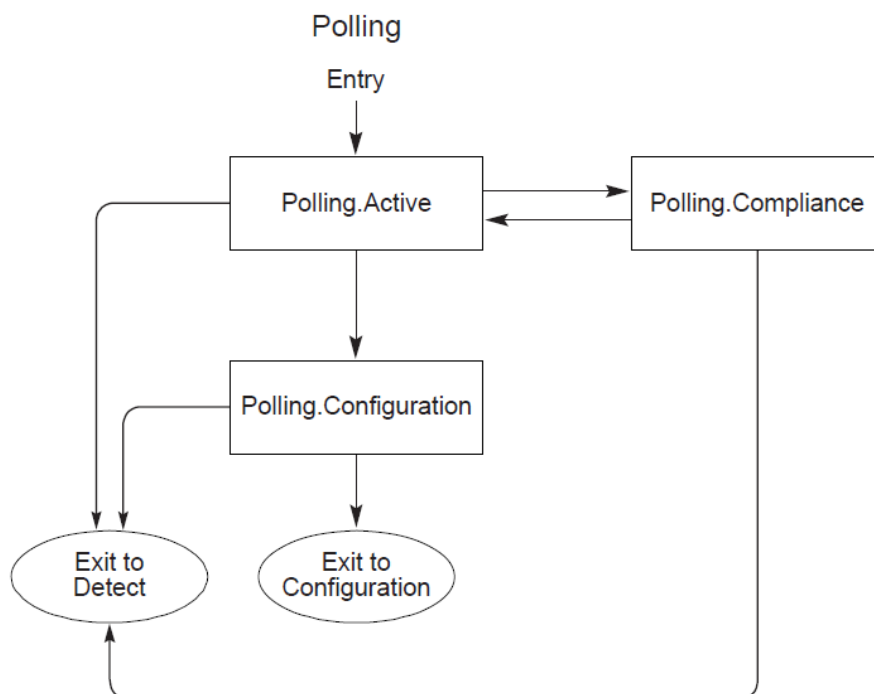 Polling
Entry
Polling.Active
Polling.Compliance
Polling.Configuration
Exit to
Detect
Exit to
Configuration